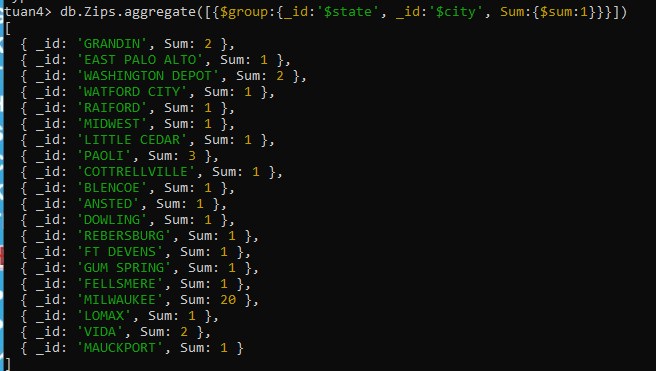 tuan4> db.Zips.aggregate([{$group:{_id:'$state', _id:'$city', Sum:{$sum:1}}}])
[
  { _id: 'GRANDIN', Sum: 2 },
  { _id: 'EAST PALO ALTO', Sum: 1 },
  { _id: 'WASHINGTON DEPOT', Sum: 2 },
  { _id: 'WATFORD CITY', Sum: 1 },
  { _id: 'RAIFORD', Sum: 1 },
  { _id: 'MIDWEST', Sum: 1 },
  { _id: 'LITTLE CEDAR', Sum: 1 },
  { _id: 'PAOLI', Sum: 3 },
  { _id: 'COTTRELLVILLE', Sum: 1 },
  { _id: 'BLENCOE', Sum: 1 },
  { _id: 'ANSTED', Sum: 1 },
  { _id: 'DOWLING', Sum: 1 },
  { _id: 'REBERSBURG', Sum: 1 },
  { _id: 'FT DEVENS', Sum: 1 },
  { _id: 'GUM SPRING', Sum: 1 },
  { _id: 'FELLSMERE', Sum: 1 },
  { _id: 'MILWAUKEE', Sum: 20 },
  { _id: 'LOMAX', Sum: 1 },
  { _id: 'VIDA', Sum: 2 },
  { _id: 'MAUCKPORT', Sum: 1 }
]